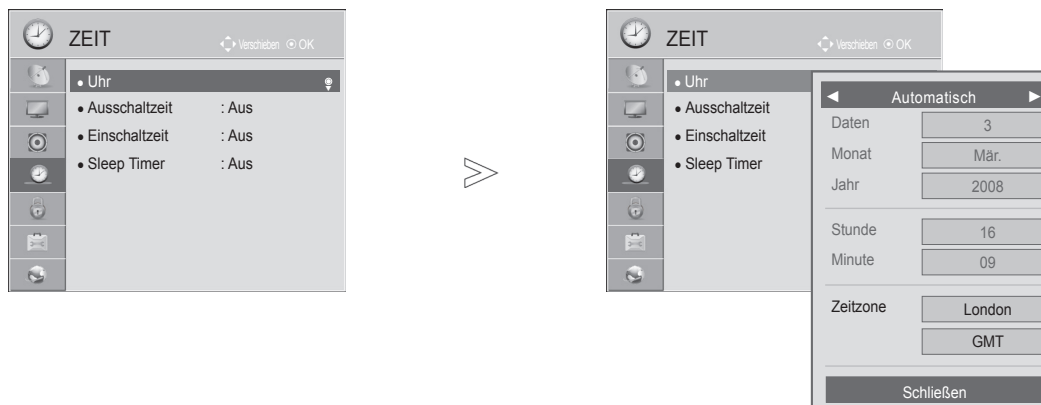 ZEIT
Verschieben OK
• Uhr
• Ausschaltzeit : Aus
• Einschaltzeit : Aus
• Sleep Timer : Aus
ZEIT
Verschieben OK
• Uhr
• Ausschaltzeit
• Einschaltzeit
• Sleep Timer
◄ Automatisch ►
Daten 3
Monat Mär.
Jahr 2008
Stunde 16
Minute 09
Zeitzone London
GMT
Schließen